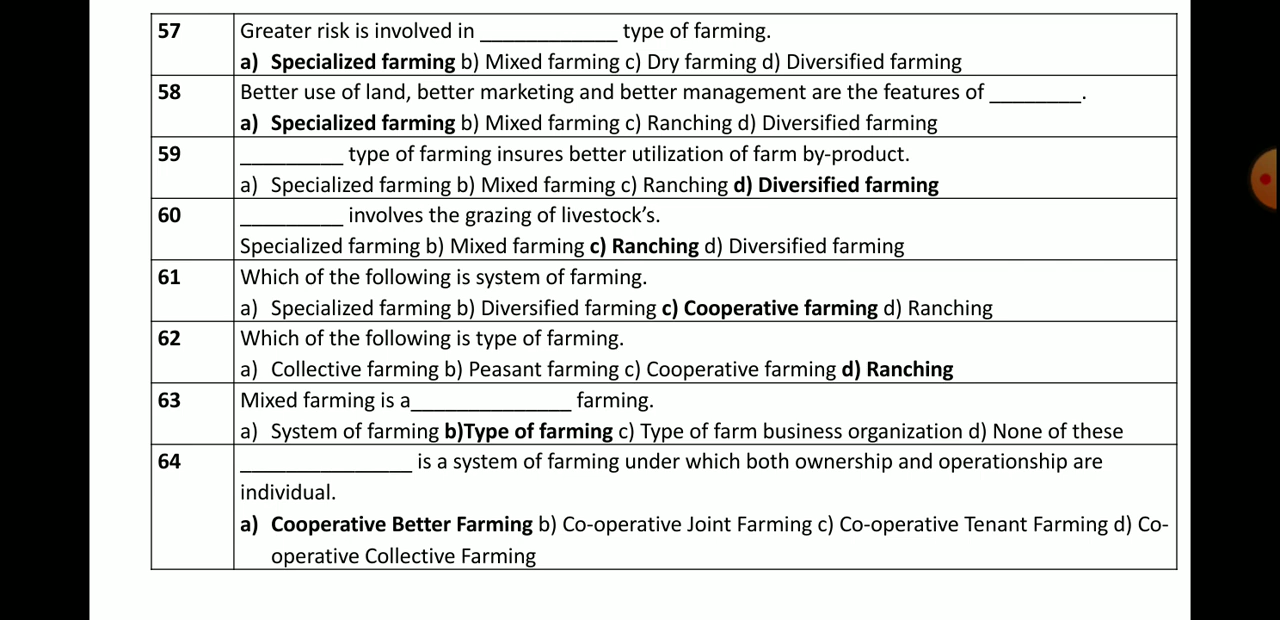 57 Greater risk is involved in ____________ type of farming.
a) Specialized farming b) Mixed farming c) Dry farming d) Diversified farming
58 Better use of land, better marketing and better management are the features of ________.
a) Specialized farming b) Mixed farming c) Ranching d) Diversified farming
59 _________ type of farming insures better utilization of farm by-product.
a) Specialized farming b) Mixed farming c) Ranching d) Diversified farming
60 _________ involves the grazing of livestock’s.
Specialized farming b) Mixed farming c) Ranching d) Diversified farming
61 Which of the following is system of farming.
a) Specialized farming b) Diversified farming c) Cooperative farming d) Ranching
62 Which of the following is type of farming.
a) Collective farming b) Peasant farming c) Cooperative farming d) Ranching
63 Mixed farming is a______________ farming.
a) System of farming b)Type of farming c) Type of farm business organization d) None of these
64 _______________ is a system of farming under which both ownership and operationship are
individual.
a) Cooperative Better Farming b) Co-operative Joint Farming c) Co-operative Tenant Farming d) Co-
operative Collective Farming